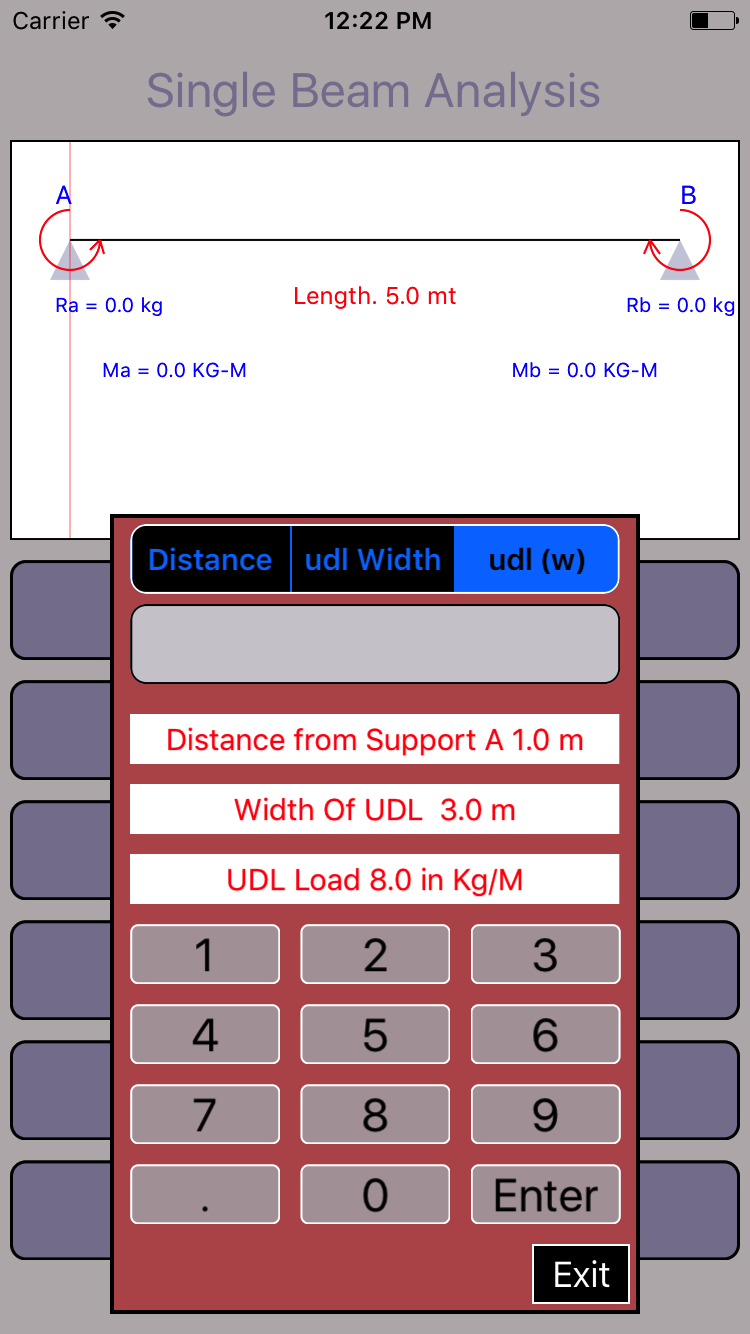 Carrier 12:22 PM
Single Beam Analysis
A B
Length. 5.0 mt
Ra = 0.0 kg Rb = 0.0 kg
Ma = 0.0 KG-M Mb = 0.0 KG-M
Distance udl Width udl (w)
Distance from Support A 1.0 m
Width Of UDL 3.0 m
UDL Load 8.0 in Kg/M
1 2 3
4 5 6
7 8 9
. 0 Enter
Exit